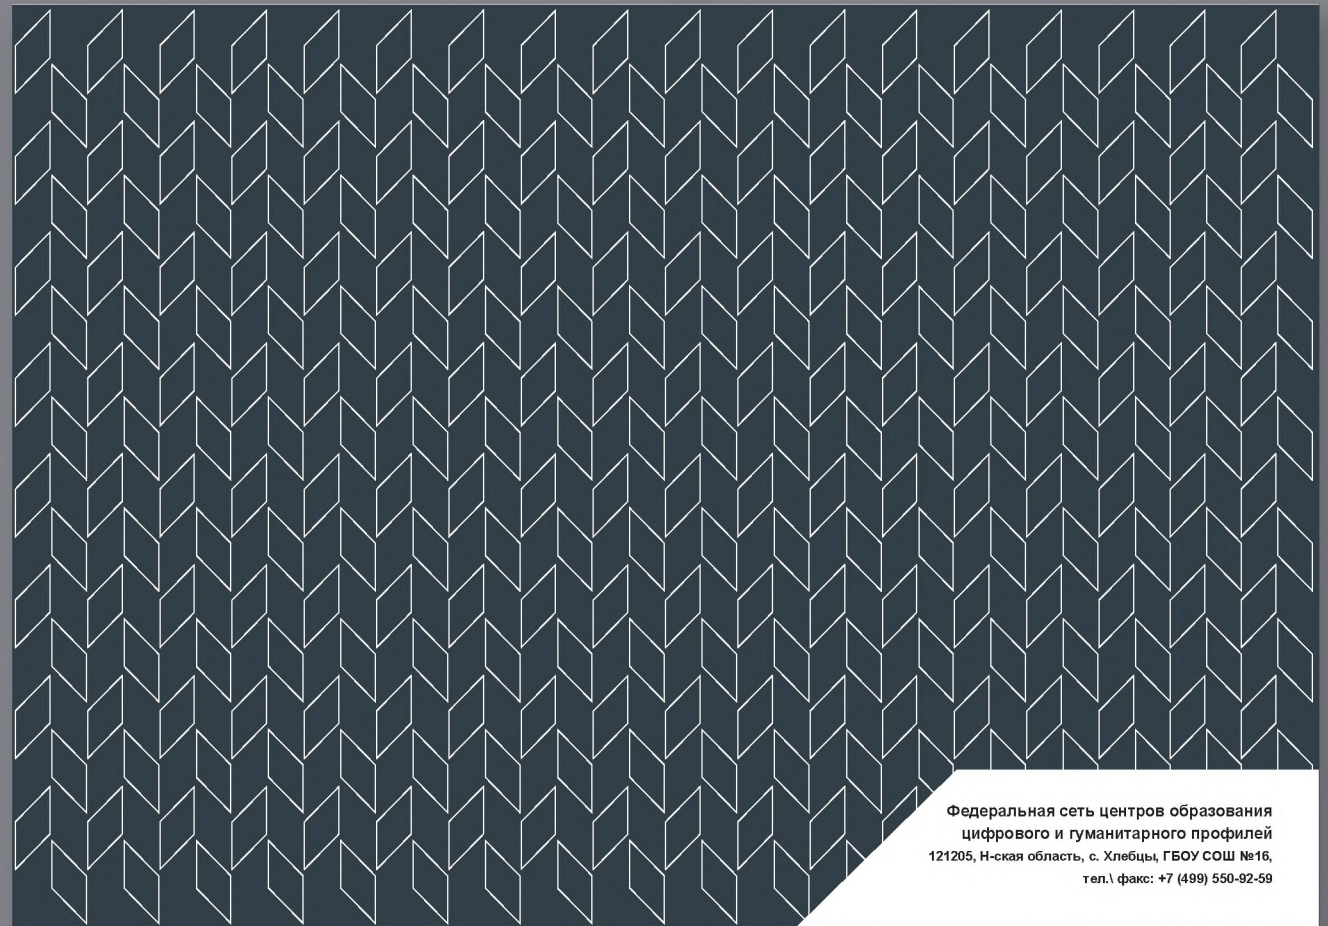 Федеральная сеть центров образования
цифрового и гуманитарного профилей
121205, Н-ская область, с. Хлебцы, ГБОУ СОШ №16,
тел.\ факс: +7 (499) 550-92-59